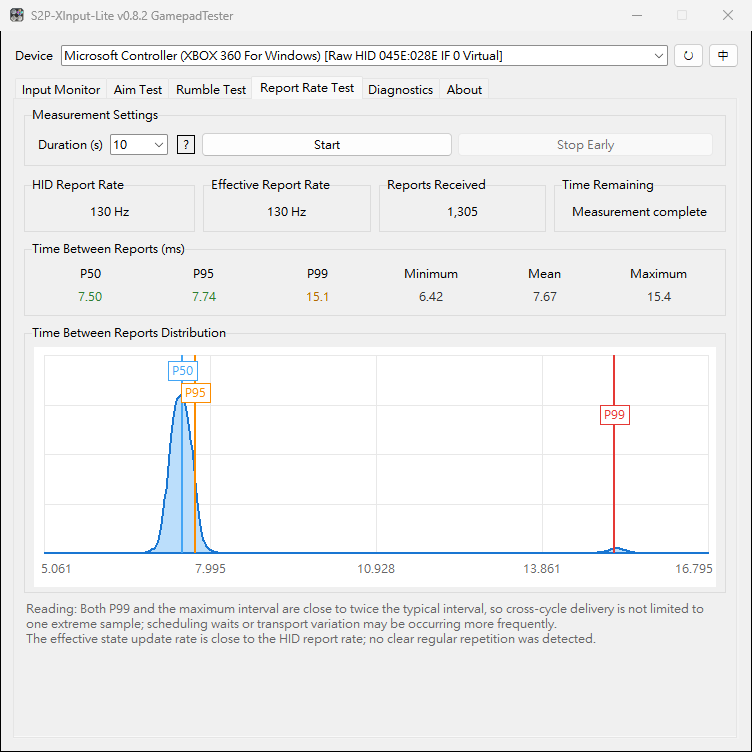 S2P-XInput-Lite v0.8.2 GamepadTester
Device Microsoft Controller (XBOX 360 For Windows) [Raw HID 045E:028E IF 0 Virtual] 中
Input Monitor Aim Test Rumble Test Report Rate Test Diagnostics About
Measurement Settings
Duration (s) 10 ? Start Stop Early
HID Report Rate Effective Report Rate Reports Received Time Remaining
130 Hz 130 Hz 1,305 Measurement complete
Time Between Reports (ms)
P50 P95 P99 Minimum Mean Maximum
7.50 7.74 15.1 6.42 7.67 15.4
Time Between Reports Distribution
P50
P95
P99
5.061 7.995 10.928 13.861 16.795
Reading: Both P99 and the maximum interval are close to twice the typical interval, so cross-cycle delivery is not limited to
one extreme sample; scheduling waits or transport variation may be occurring more frequently.
The effective state update rate is close to the HID report rate; no clear regular repetition was detected.